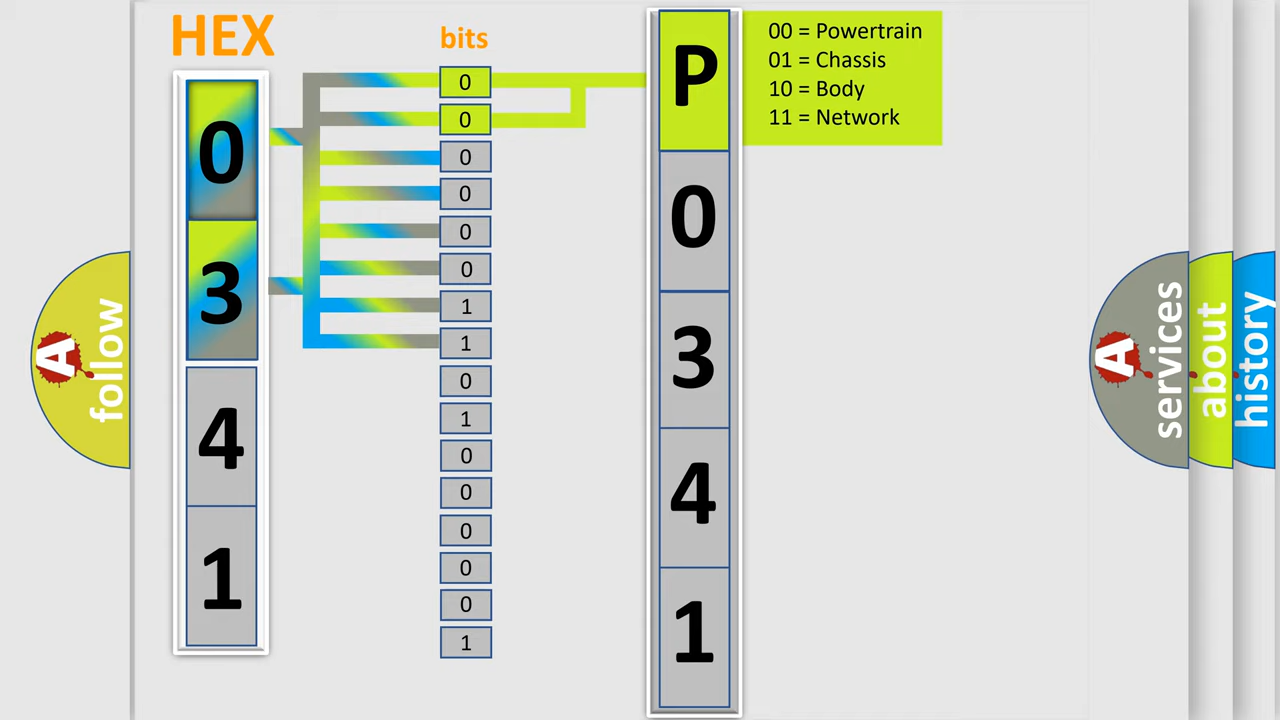 HEX
bits
0
3
4
1
0
0
0
0
0
0
1
1
0
1
0
0
0
0
0
1
P
0
3
4
1
00 = Powertrain
01 = Chassis
10 = Body
11 = Network
A
follow
A
services
about
history